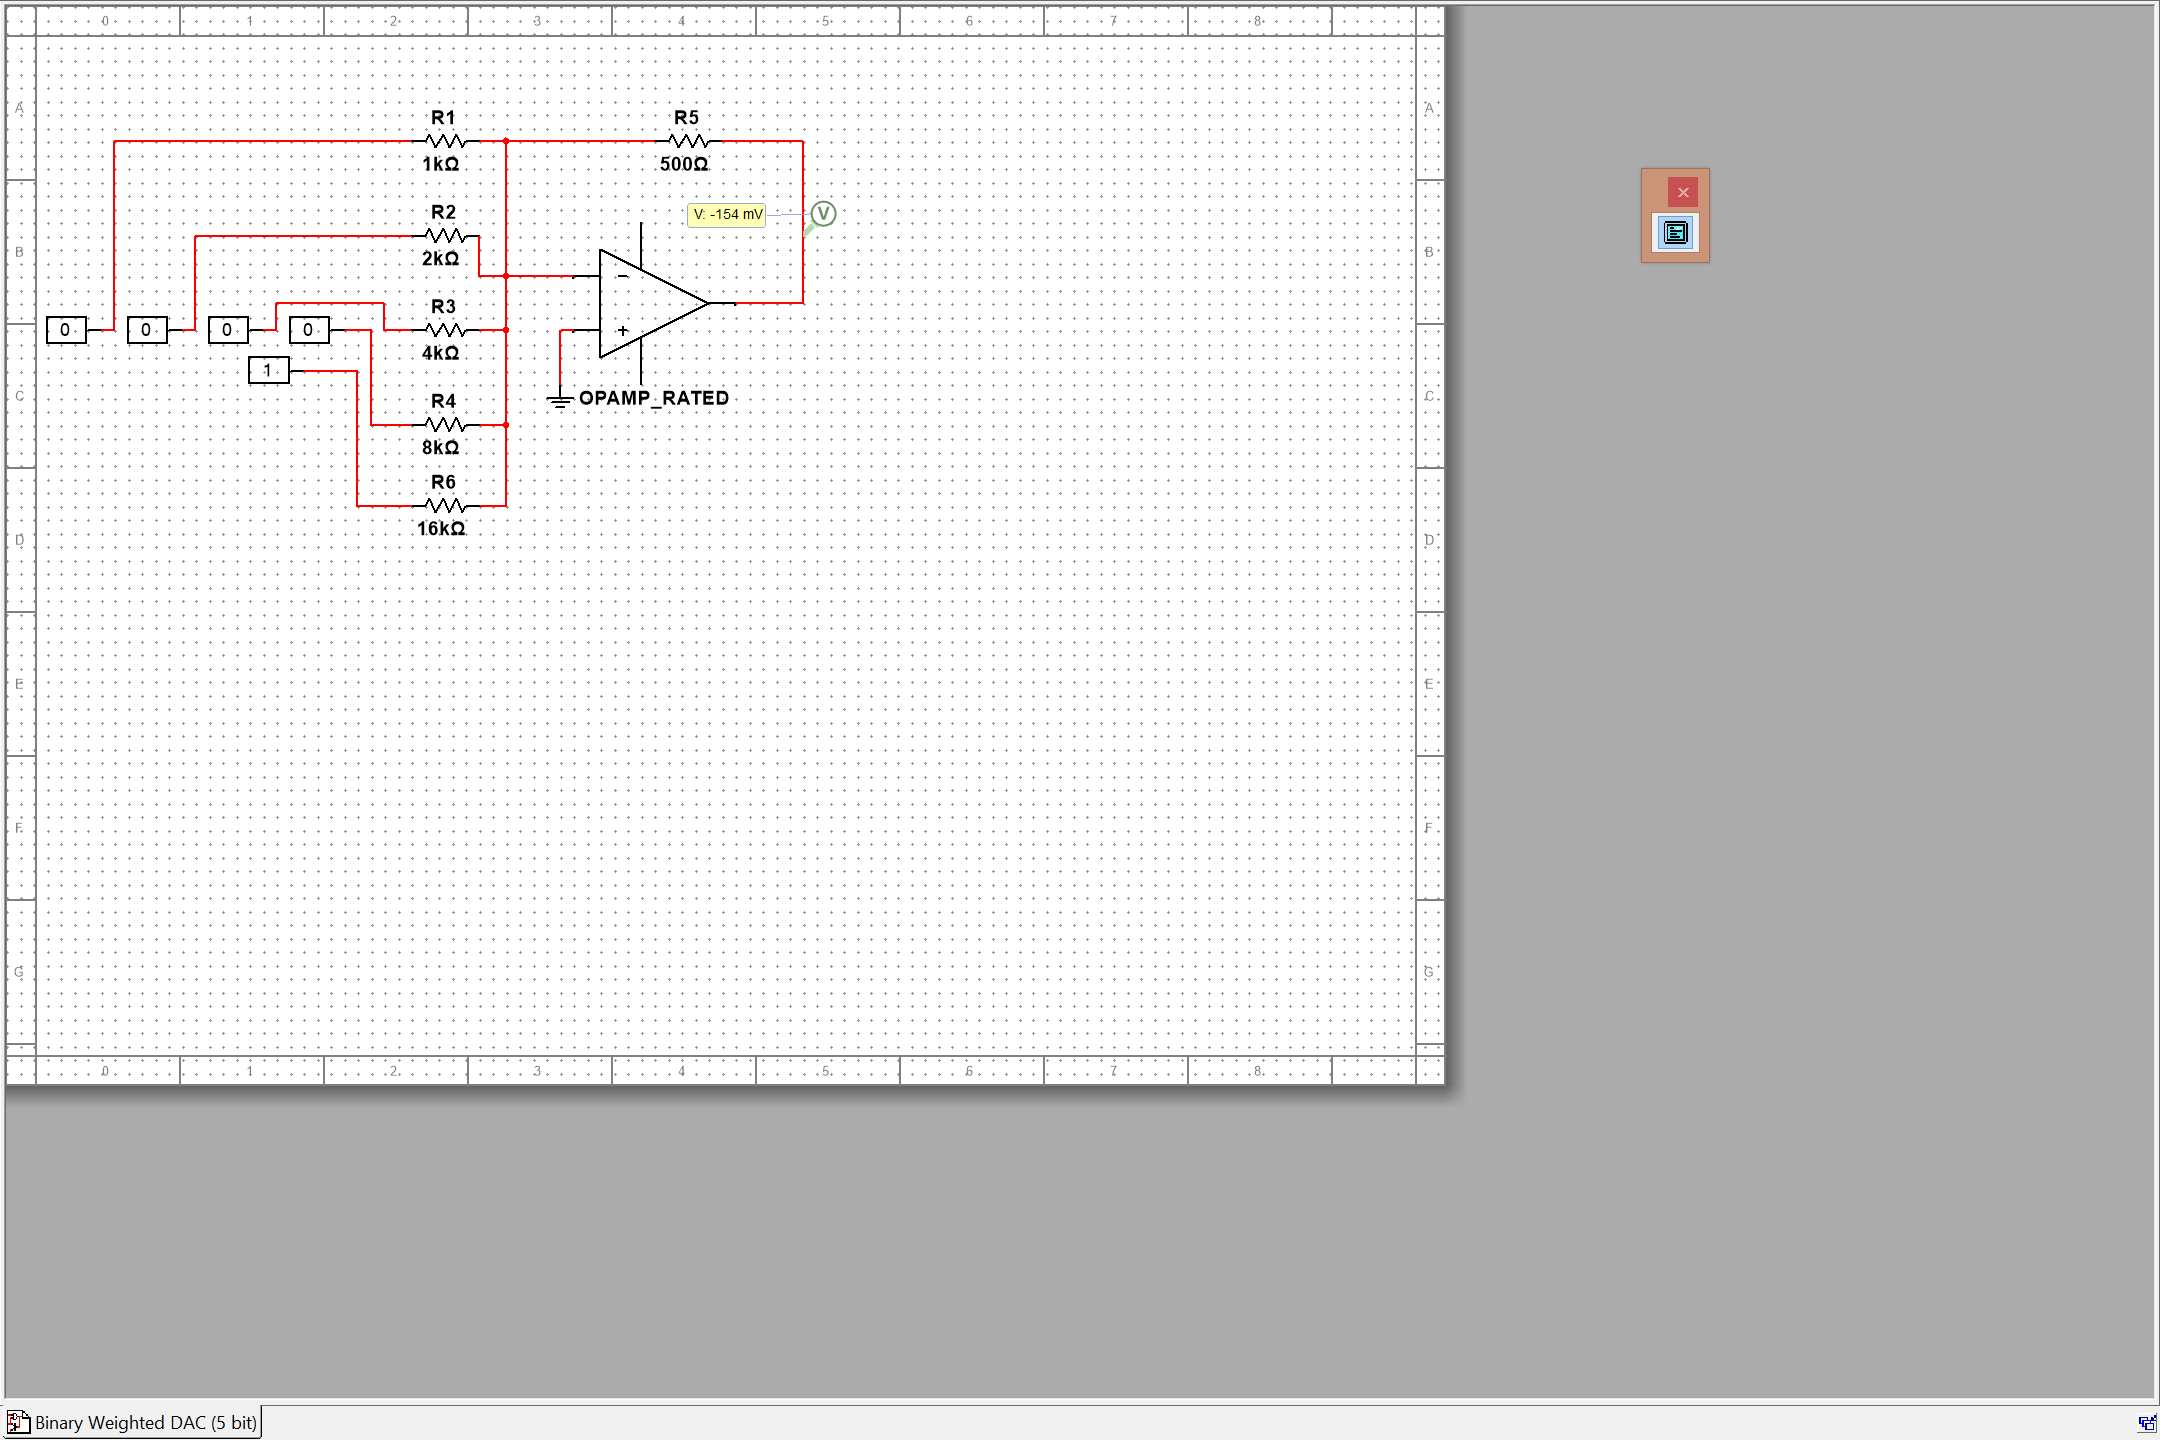 0 1 2 3 4 5 6 7 8
A A
R1 R5
1kΩ 500Ω
R2 V: -154 mV V
B 2kΩ − B
R3
0 0 0 0 +
4kΩ
1
C R4 OPAMP_RATED C
8kΩ
R6
16kΩ
D D
E E
F F
G G
0 1 2 3 4 5 6 7 8
Binary Weighted DAC (5 bit)